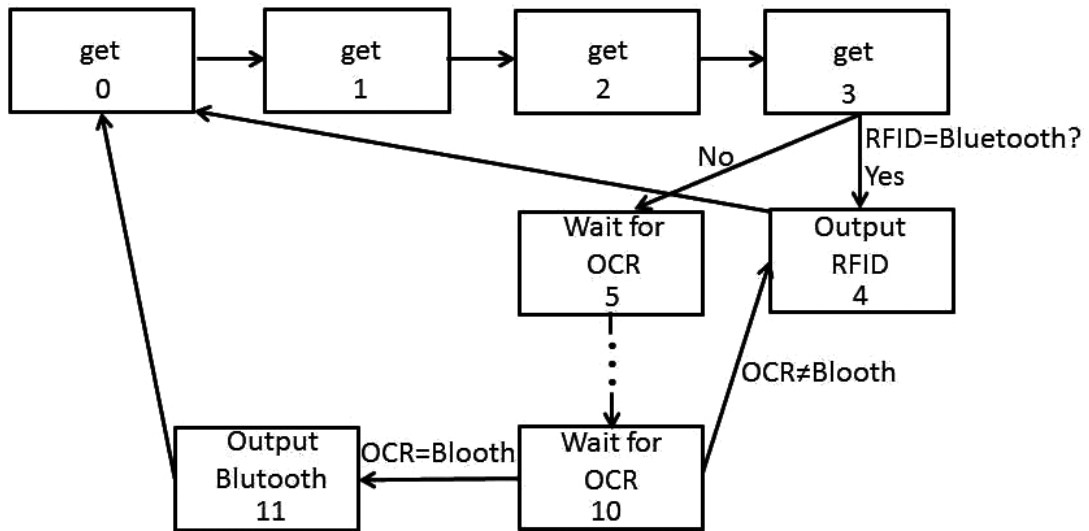 get
0
get
1
get
2
get
3
RFID=Bluetooth?
No
Yes
Wait for
OCR
5
Output
RFID
4
OCR≠Blooth
Output
Blutooth
11
OCR=Blooth
Wait for
OCR
10